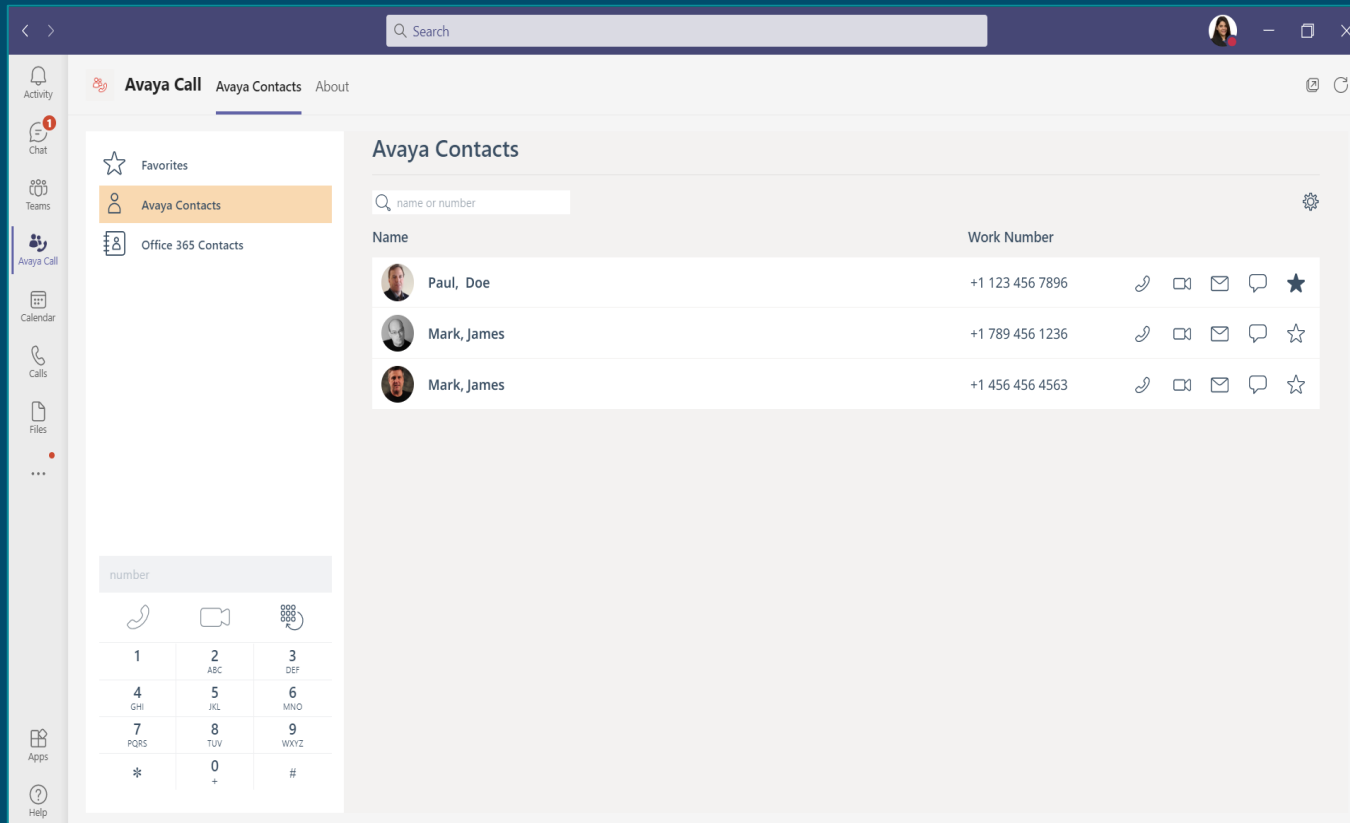 Search
Activity
1
Chat
Teams
Avaya Call
Calendar
Calls
Files
Apps
Help
Avaya Call Avaya Contacts About
Favorites
Avaya Contacts
Office 365 Contacts
number
1 2 3
ABC DEF
4 5 6
GHI JKL MNO
7 8 9
PQRS TUV WXYZ
* 0 #
+
Avaya Contacts
name or number
Name Work Number
Paul, Doe +1 123 456 7896
Mark, James +1 789 456 1236
Mark, James +1 456 456 4563